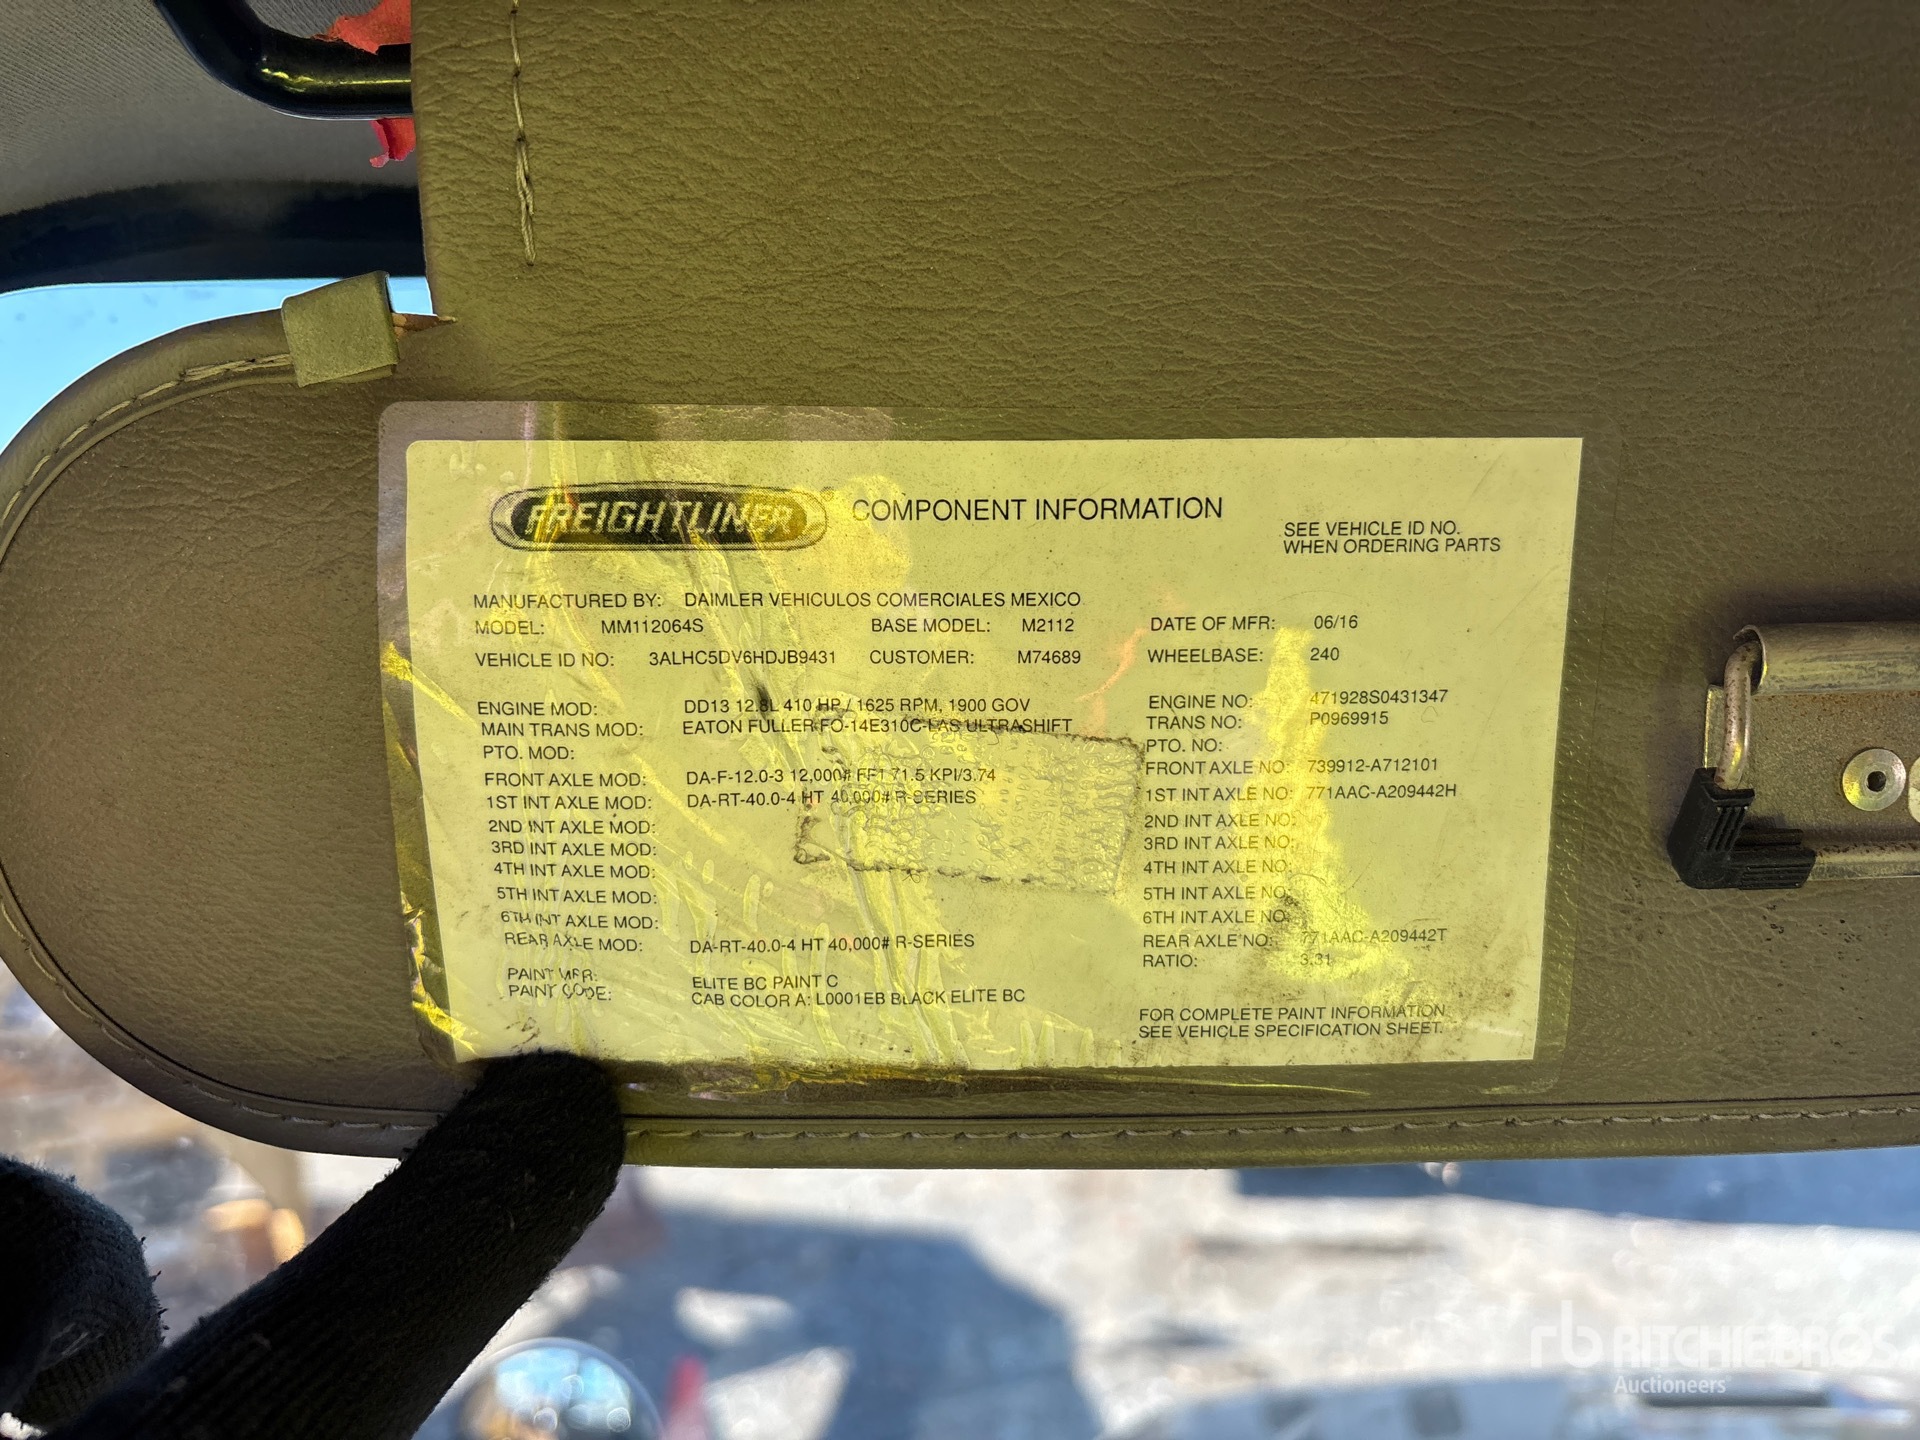 FREIGHTLINER® COMPONENT INFORMATION
SEE VEHICLE ID NO.
WHEN ORDERING PARTS
MANUFACTURED BY: DAIMLER VEHICULOS COMERCIALES MEXICO
MODEL: MM112064S BASE MODEL: M2112 DATE OF MFR: 06/16
VEHICLE ID NO: 3ALHC5DV6HDJB9431 CUSTOMER: M74689 WHEELBASE: 240
ENGINE MOD: DD13 12.8L 410 HP / 1625 RPM, 1900 GOV ENGINE NO: 471928S0431347
MAIN TRANS MOD: EATON FULLER FO-14E310C-LAS ULTRASHIFT TRANS NO: P0969915
PTO. MOD: PTO. NO:
FRONT AXLE MOD: DA-F-12.0-3 12,000# FF1 71.5 KPI/3.74 FRONT AXLE NO: 739912-A712101
1ST INT AXLE MOD: DA-RT-40.0-4 HT 40,000# R-SERIES 1ST INT AXLE NO: 771AAC-A209442H
2ND INT AXLE MOD: 2ND INT AXLE NO:
3RD INT AXLE MOD: 3RD INT AXLE NO:
4TH INT AXLE MOD: 4TH INT AXLE NO:
5TH INT AXLE MOD: 5TH INT AXLE NO:
6TH INT AXLE MOD: 6TH INT AXLE NO:
REAR AXLE MOD: DA-RT-40.0-4 HT 40,000# R-SERIES REAR AXLE NO: 771AAC-A209442T
RATIO: 3.31
PAINT MFR: ELITE BC PAINT C
PAINT CODE: CAB COLOR A: L0001EB BLACK ELITE BC
FOR COMPLETE PAINT INFORMATION
SEE VEHICLE SPECIFICATION SHEET.
rb RITCHIE BROS.
Auctioneers